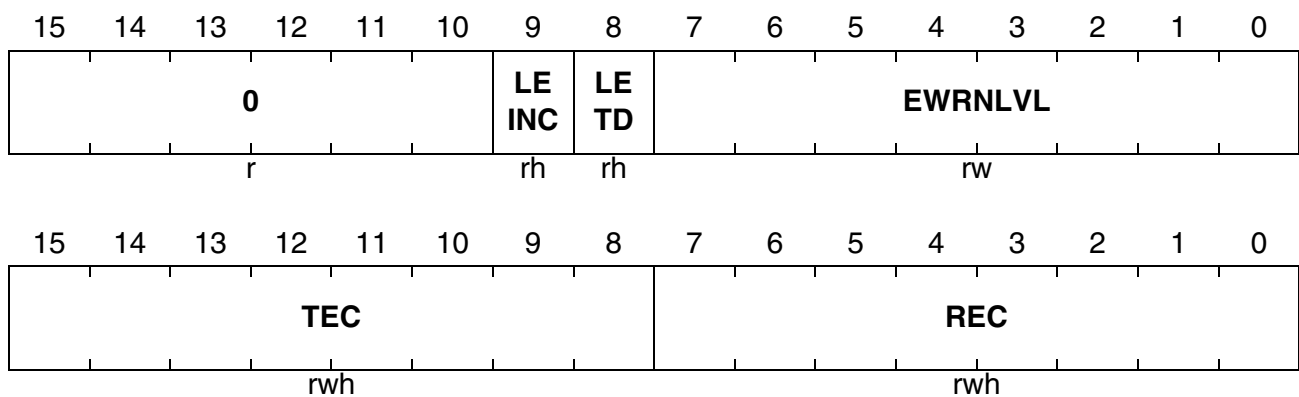 15 14 13 12 11 10 9 8 7 6 5 4 3 2 1 0
0 LE INC LE TD EWRNLVL
r rh rh rw
15 14 13 12 11 10 9 8 7 6 5 4 3 2 1 0
TEC REC
rwh rwh